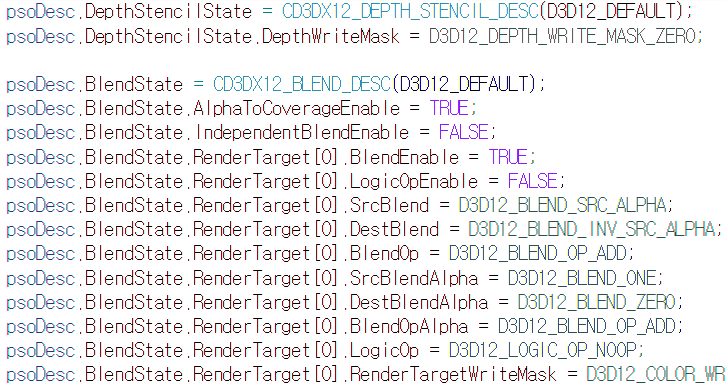 psoDesc.DepthStencilState = CD3DX12_DEPTH_STENCIL_DESC(D3D12_DEFAULT);
psoDesc.DepthStencilState.DepthWriteMask = D3D12_DEPTH_WRITE_MASK_ZERO;
psoDesc.BlendState = CD3DX12_BLEND_DESC(D3D12_DEFAULT);
psoDesc.BlendState.AlphaToCoverageEnable = TRUE;
psoDesc.BlendState.IndependentBlendEnable = FALSE;
psoDesc.BlendState.RenderTarget[0].BlendEnable = TRUE;
psoDesc.BlendState.RenderTarget[0].LogicOpEnable = FALSE;
psoDesc.BlendState.RenderTarget[0].SrcBlend = D3D12_BLEND_SRC_ALPHA;
psoDesc.BlendState.RenderTarget[0].DestBlend = D3D12_BLEND_INV_SRC_ALPHA;
psoDesc.BlendState.RenderTarget[0].BlendOp = D3D12_BLEND_OP_ADD;
psoDesc.BlendState.RenderTarget[0].SrcBlendAlpha = D3D12_BLEND_ONE;
psoDesc.BlendState.RenderTarget[0].DestBlendAlpha = D3D12_BLEND_ZERO;
psoDesc.BlendState.RenderTarget[0].BlendOpAlpha = D3D12_BLEND_OP_ADD;
psoDesc.BlendState.RenderTarget[0].LogicOp = D3D12_LOGIC_OP_NOOP;
psoDesc.BlendState.RenderTarget[0].RenderTargetWriteMask = D3D12_COLOR_WR